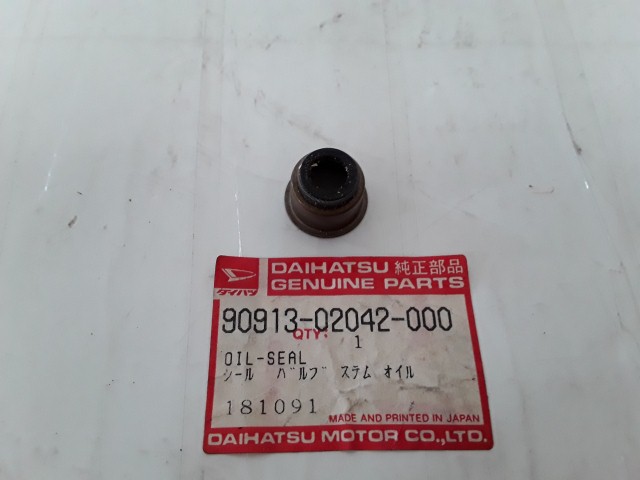 DAIHATSU 純正部品
ダイハツ GENUINE PARTS
90913-02042-000
QTY: 1
OIL-SEAL
シール バルブ ステム オイル
181091
MADE AND PRINTED IN JAPAN
DAIHATSU MOTOR CO.,LTD.